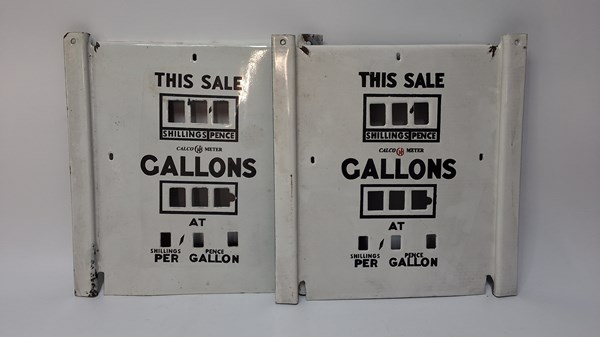 THIS SALE
SHILLINGS PENCE
CALCO METER
GALLONS
AT
SHILLINGS PENCE
PER GALLON
THIS SALE
SHILLINGS PENCE
CALCO METER
GALLONS
AT
SHILLINGS PENCE
PER GALLON